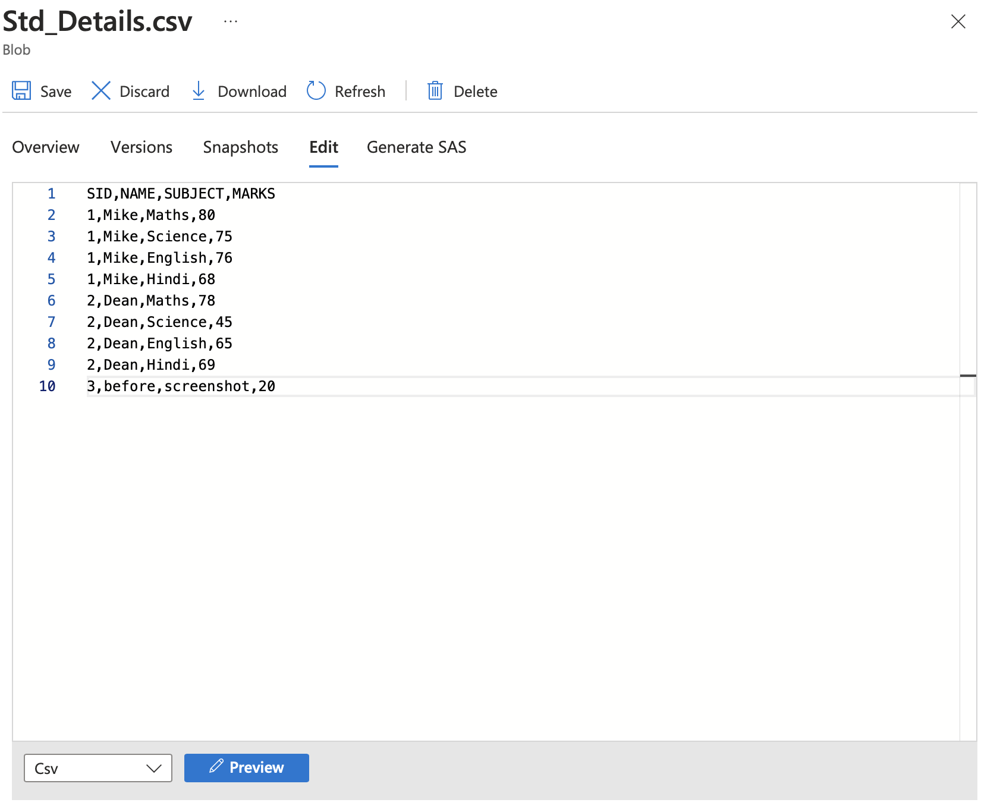 Std_Details.csv ...
Blob
Save Discard Download Refresh Delete
Overview Versions Snapshots Edit Generate SAS
1 SID,NAME,SUBJECT,MARKS
2 1,Mike,Maths,80
3 1,Mike,Science,75
4 1,Mike,English,76
5 1,Mike,Hindi,68
6 2,Dean,Maths,78
7 2,Dean,Science,45
8 2,Dean,English,65
9 2,Dean,Hindi,69
10 3,before,screenshot,20
Csv Preview